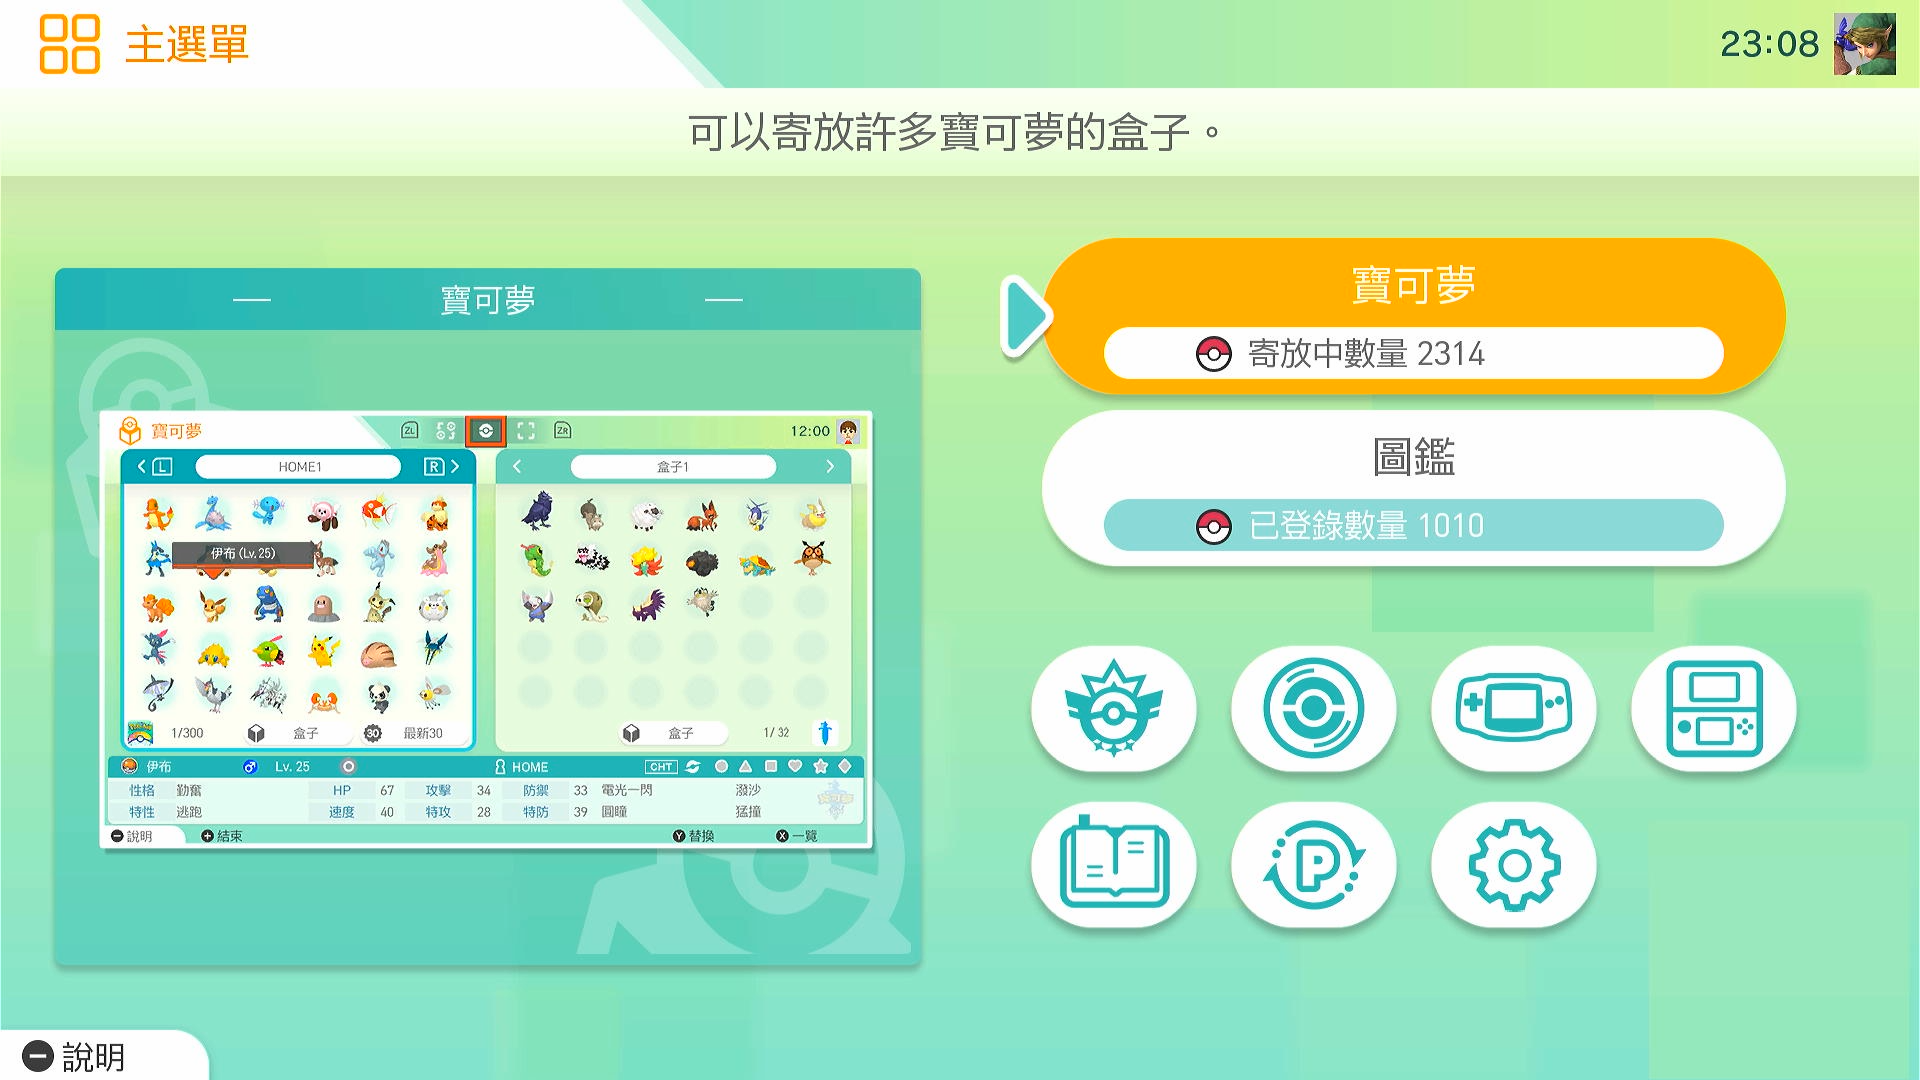 主選單
23:08
可以寄放許多寶可夢的盒子。
寶可夢
寶可夢
ZL
ZR
12:00
L
HOME1
R
盒子1
伊布(Lv.25)
1/300
盒子
30
最新30
盒子
1/32
伊布
Lv. 25
HOME
CHT
性格 勤奮
HP 67
攻擊 34
防禦 33
電光一閃
潑沙
特性 逃跑
速度 40
特攻 28
特防 39
圓瞳
猛撞
說明
結束
Y 替換
X 一覽
寶可夢
寄放中數量 2314
圖鑑
已登錄數量 1010
P
說明